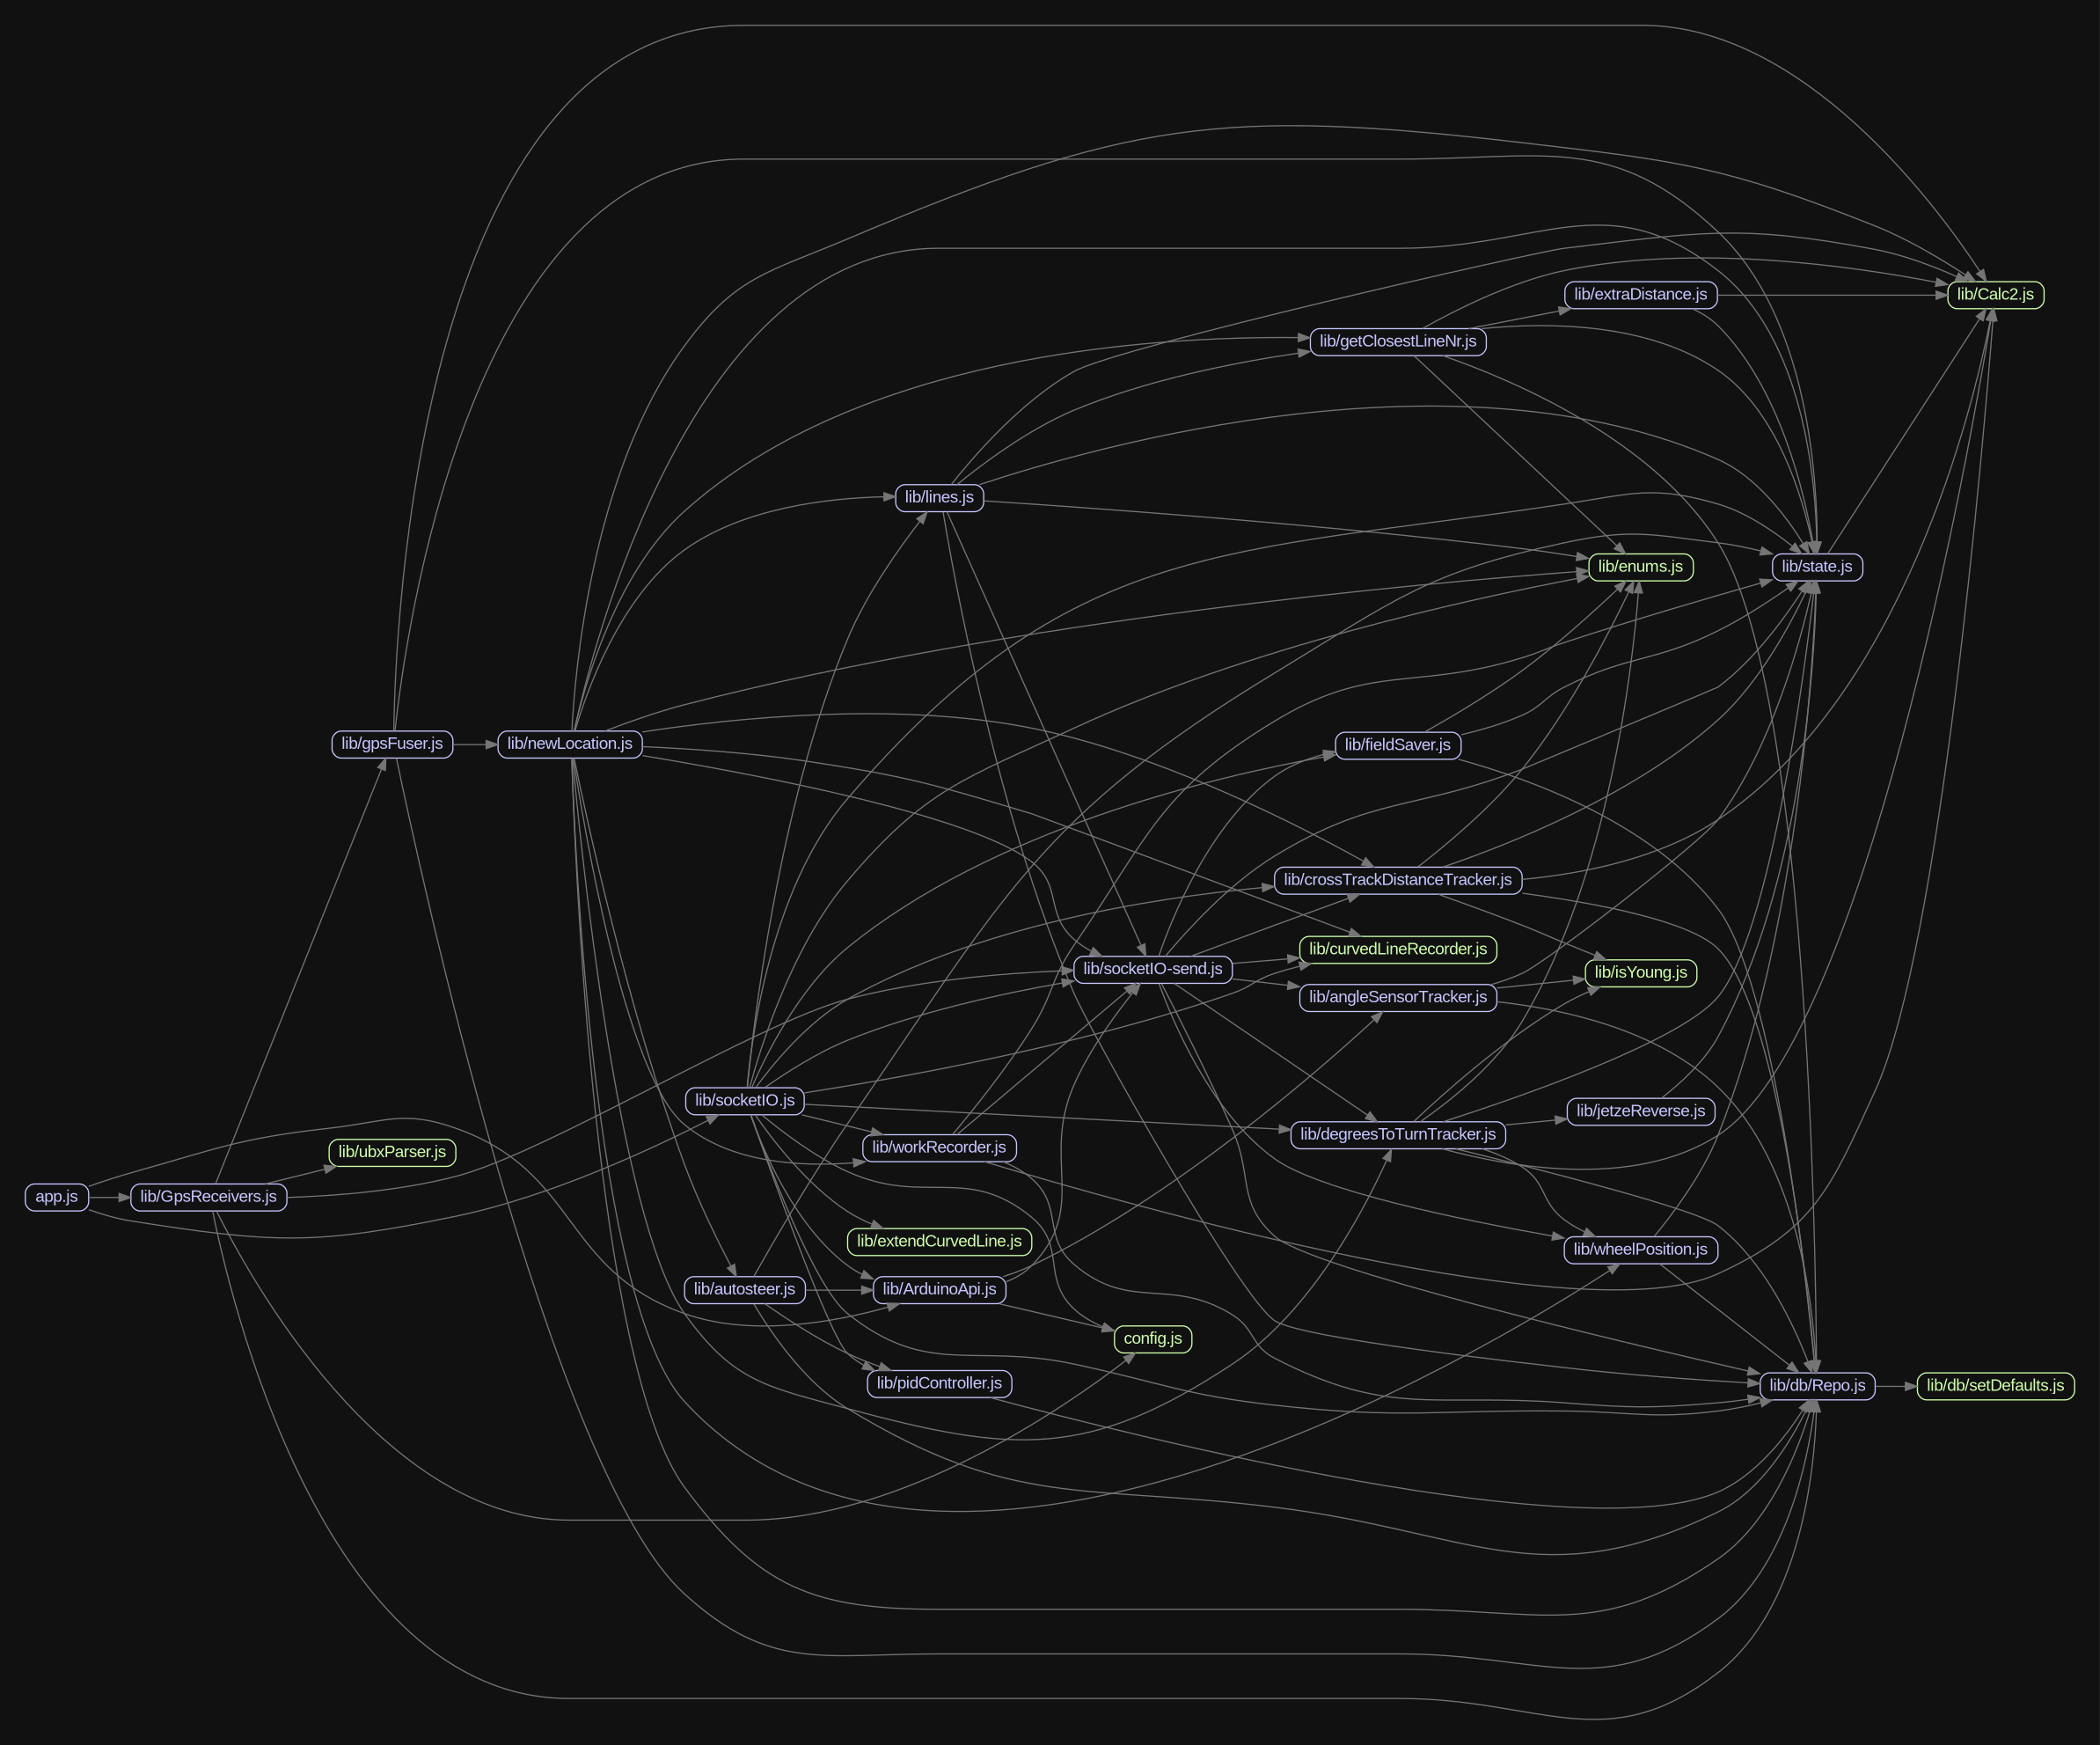 lib/Calc2.js
lib/extraDistance.js
lib/getClosestLineNr.js
lib/lines.js
lib/enums.js
lib/state.js
lib/gpsFuser.js
lib/newLocation.js
lib/fieldSaver.js
lib/crossTrackDistanceTracker.js
lib/curvedLineRecorder.js
lib/socketIO-send.js
lib/isYoung.js
lib/angleSensorTracker.js
lib/socketIO.js
lib/jetzeReverse.js
lib/degreesToTurnTracker.js
lib/workRecorder.js
lib/ubxParser.js
app.js
lib/GpsReceivers.js
lib/extendCurvedLine.js
lib/wheelPosition.js
lib/autosteer.js
lib/ArduinoApi.js
config.js
lib/pidController.js
lib/db/Repo.js
lib/db/setDefaults.js